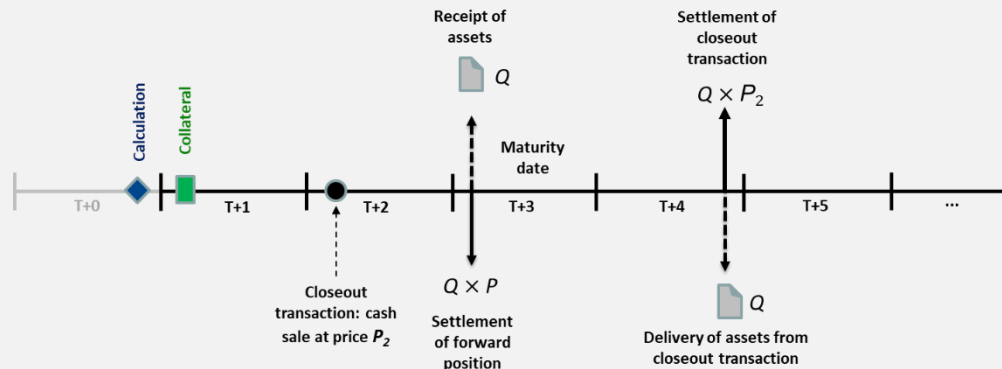 Receipt of
assets
Q
Settlement of
closeout
transaction
Q × P₂
Calculation
Collateral
Maturity
date
T+0
T+1
T+2
T+3
T+4
T+5
...
Closeout
transaction: cash
sale at price P₂
Q × P
Settlement
of forward
position
Q
Delivery of assets from
closeout transaction